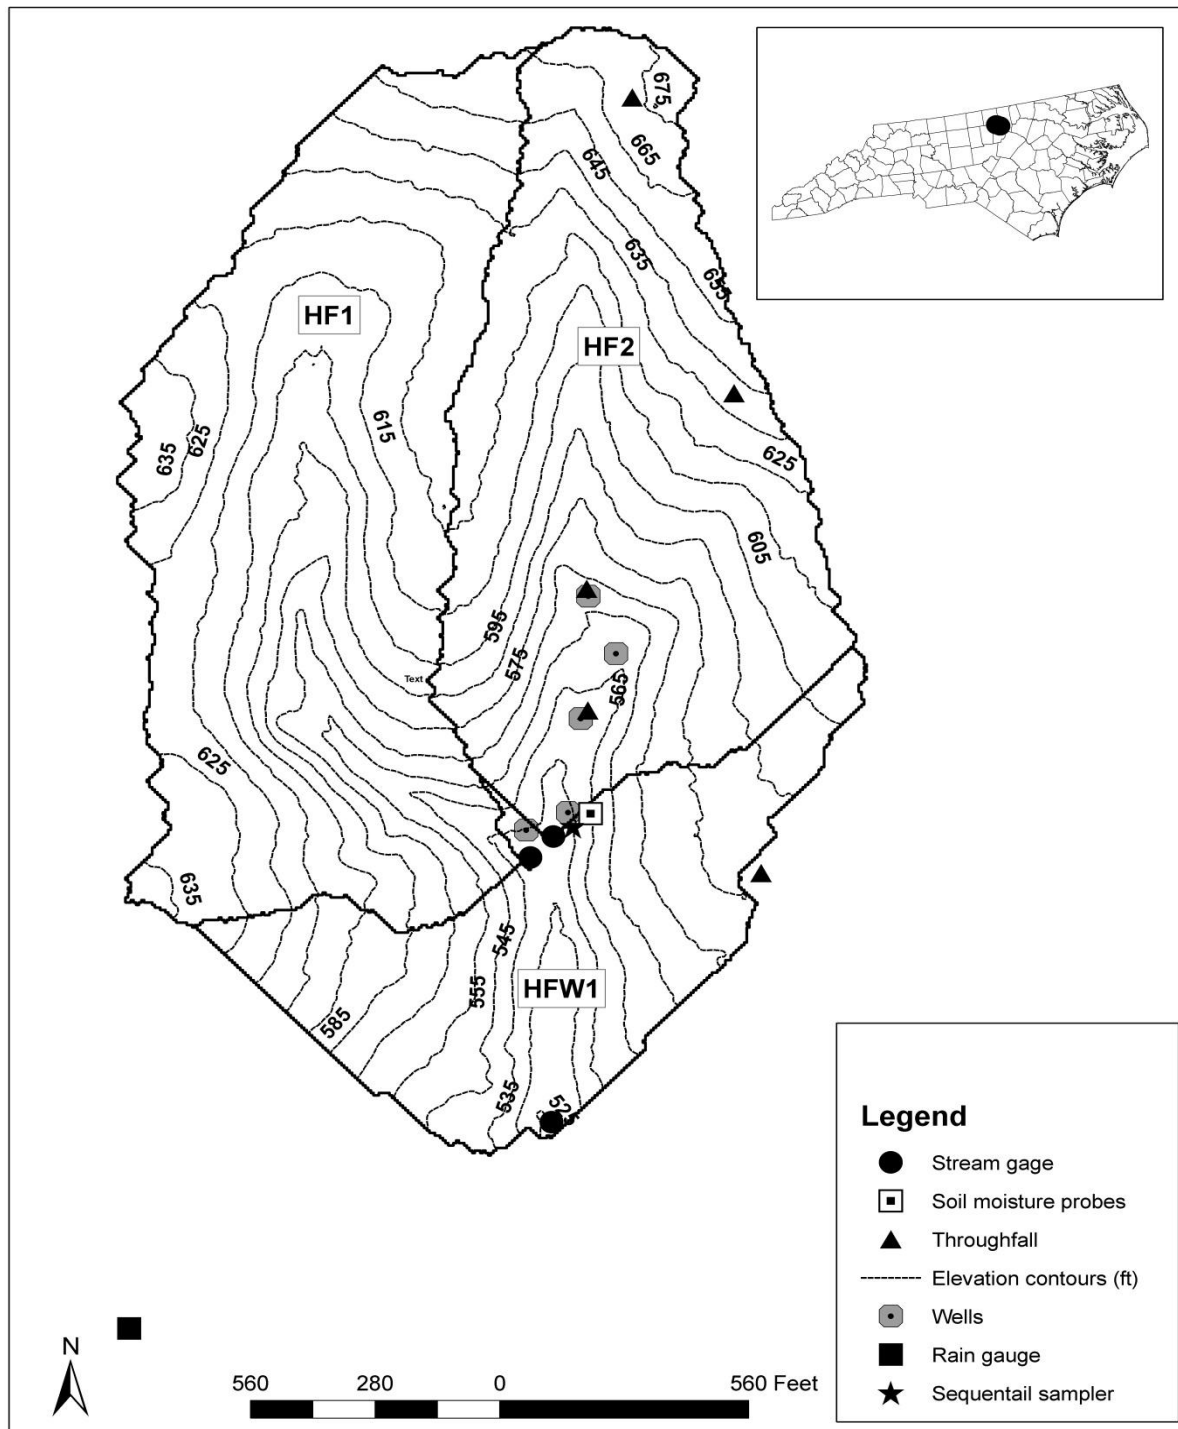 675
665
645
635
655
HF1
HF2
615
625
635
625
605
595
575
Text
565
625
635
545
555
HFW1
585
535
525
Legend
Stream gage
Soil moisture probes
Throughfall
Elevation contours (ft)
Wells
Rain gauge
Sequentail sampler
N
560 280 0 560 Feet